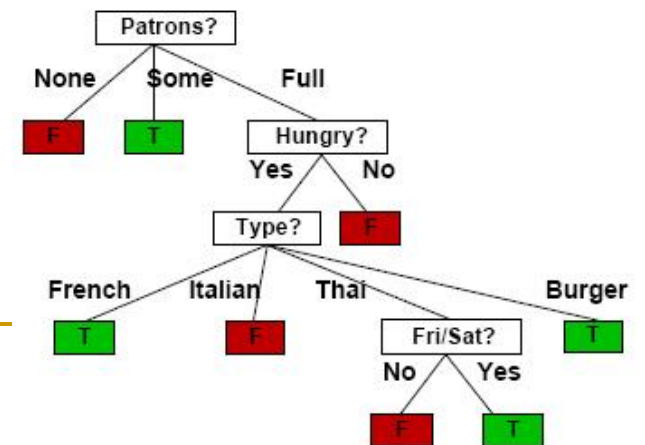 Patrons?
None Some Full
F T Hungry?
Yes No
Type? F
French Italian Thai Burger
T F Fri/Sat? T
No Yes
F T